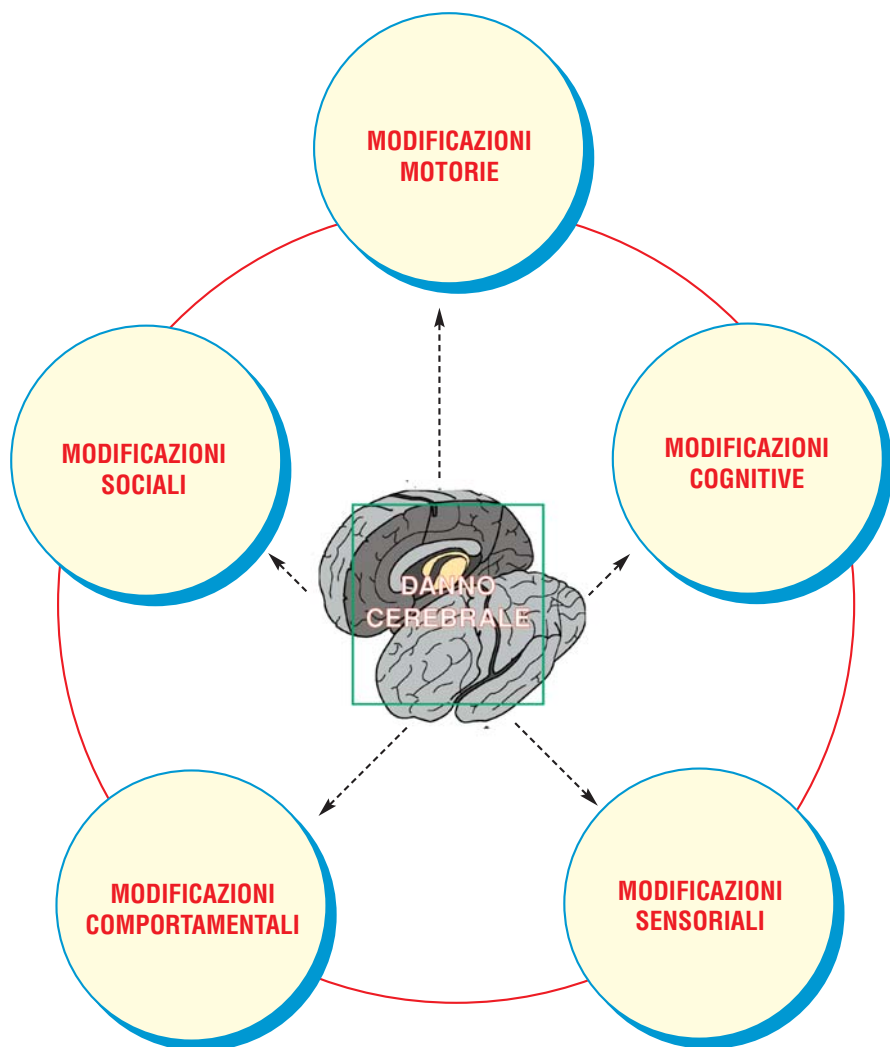 MODIFICAZIONI
MOTORIE
MODIFICAZIONI
SOCIALI
MODIFICAZIONI
COGNITIVE
DANNO
CEREBRALE
MODIFICAZIONI
COMPORTAMENTALI
MODIFICAZIONI
SENSORIALI